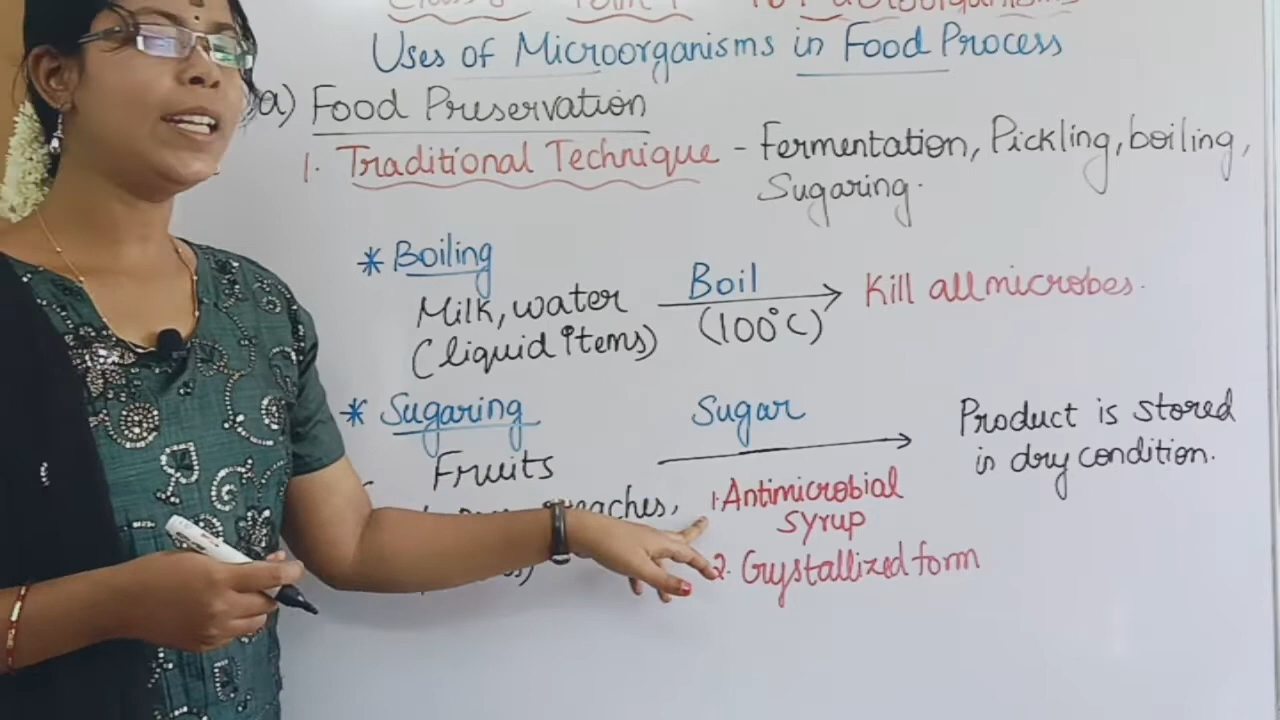 Uses of Microorganisms in Food Process
a) Food Preservation
1. Traditional Technique - Fermentation, Pickling, boiling,
Sugaring.
* Boiling
Milk, water
(liquid items)
Boil
(100°C)
Kill all microbes.
* Sugaring
Fruits
Sugar
1. Antimicrobial
syrup
2. Crystallized form
Product is stored
in dry condition.